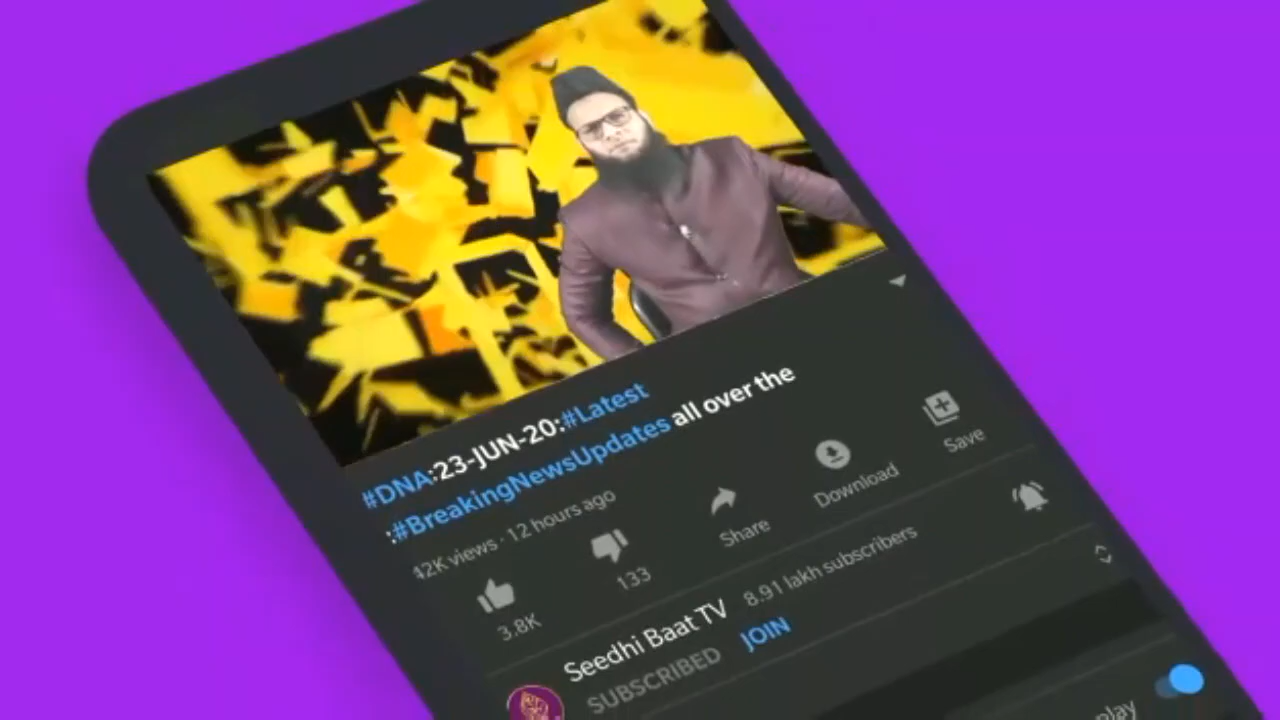 #DNA:23-JUN-20:#Latest
:#BreakingNewsUpdates all over the
42K views · 12 hours ago
3.8K
133
Share
Download
Save
Seedhi Baat TV 8.91 lakh subscribers
SUBSCRIBED JOIN
play